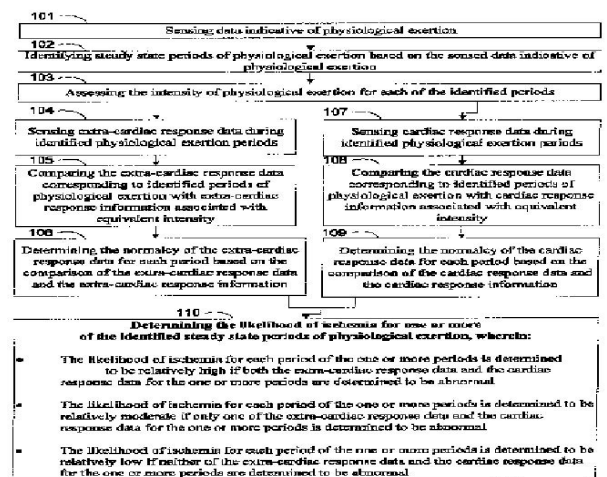 101
Sensing data indicative of physiological exertion
102
Identifying steady state periods of physiological exertion based on the sensed data indicative of
physiological exertion
103
Assessing the intensity of physiological exertion for each of the identified periods
104
Sensing extra-cardiac response data during
identified physiological exertion periods
105
Comparing the extra-cardiac response data
corresponding to identified periods of
physiological exertion with extra-cardiac
response information associated with
equivalent intensity
106
Determining the normalcy of the extra-cardiac
response data for each period based on the
comparison of the extra-cardiac response data
and the extra-cardiac response information
107
Sensing cardiac response data during
identified physiological exertion periods
108
Comparing the cardiac response data
corresponding to identified periods of
physiological exertion with cardiac response
information associated with equivalent
intensity
109
Determining the normalcy of the cardiac
response data for each period based on the
comparison of the cardiac response data and
the cardiac response information
110
Determining the likelihood of ischemia for one or more
of the identified steady state periods of physiological exertion, wherein:
• The likelihood of ischemia for each period of the one or more periods is determined
to be relatively high if both the extra-cardiac response data and the cardiac
response data for the one or more periods are determined to be abnormal
• The likelihood of ischemia for each period of the one or more periods is determined to be
relatively moderate if only one of the extra-cardiac response data and the cardiac
response data for the one or more periods is determined to be abnormal
• The likelihood of ischemia for each period of the one or more periods is determined to be
relatively low if neither of the extra-cardiac response data and the cardiac response data
for the one or more periods are determined to be abnormal